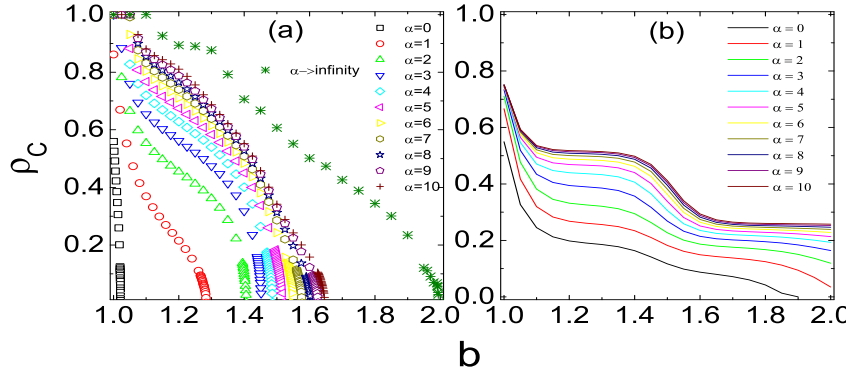 (a)
α=0
α=1
α=2
α=3
α=4
α=5
α=6
α=7
α=8
α=9
α=10
α−>infinity
1.0
0.8
0.6
0.4
0.2
ρC
1.0 1.2 1.4 1.6 1.8 2.0
(b)
α = 0
α = 1
α = 2
α = 3
α = 4
α = 5
α = 6
α = 7
α = 8
α = 9
α = 10
1.0
0.8
0.6
0.4
0.2
0.0
1.0 1.2 1.4 1.6 1.8 2.0
b